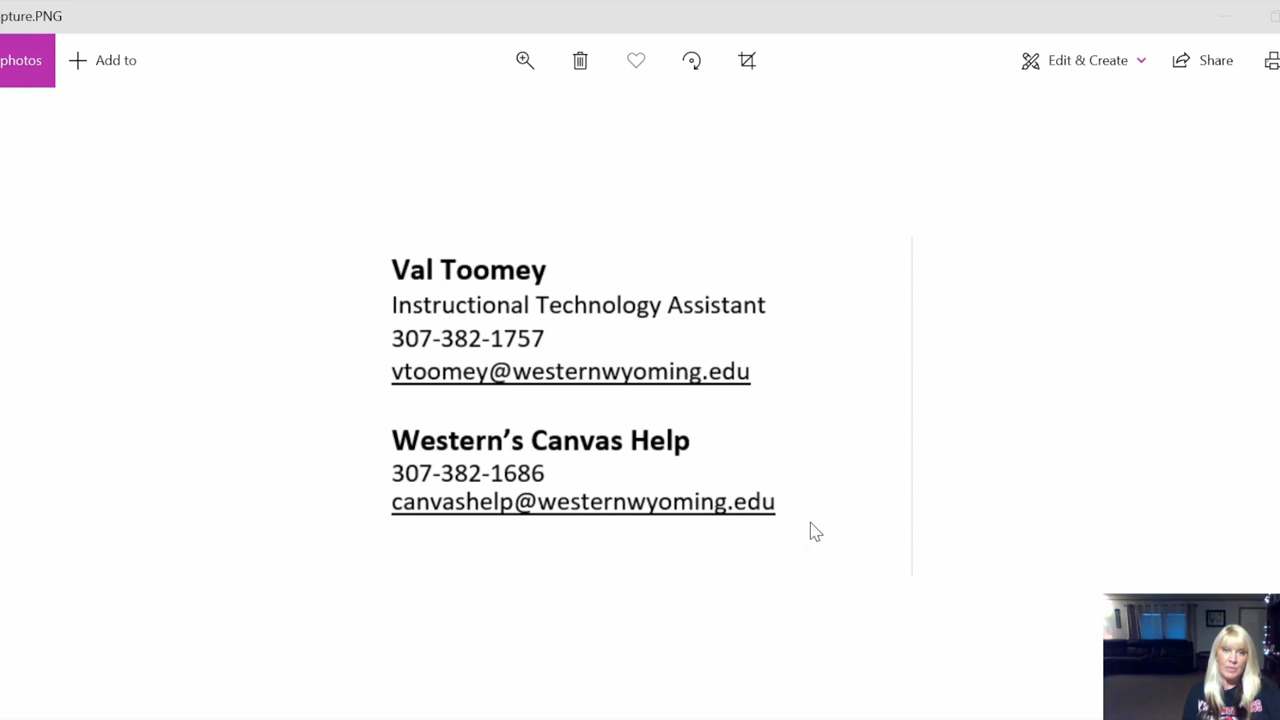 pture.PNG
photos
Add to
Edit & Create
Share
Val Toomey
Instructional Technology Assistant
307-382-1757
vtoomey@westernwyoming.edu
Western's Canvas Help
307-382-1686
canvashelp@westernwyoming.edu